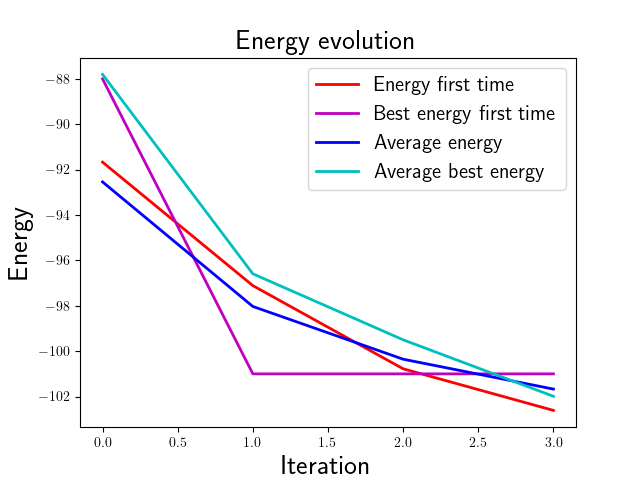 Energy evolution
Energy first time
Best energy first time
Average energy
Average best energy
Energy
−88
−90
−92
−94
−96
−98
−100
−102
0.0 0.5 1.0 1.5 2.0 2.5 3.0
Iteration